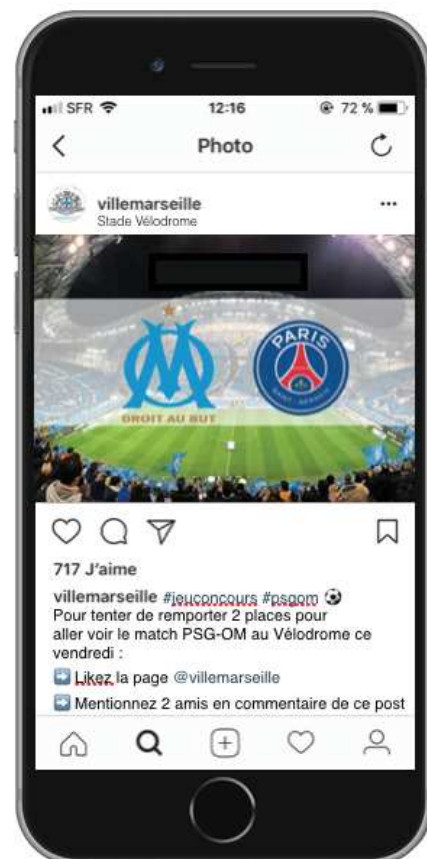 SFR 12:16 72 %
Photo
villemarseille
Stade Vélodrome
DROIT AU BUT
PARIS
SAINT - GERMAIN
717 J'aime
villemarseille #jeuconcours #psgom
Pour tenter de remporter 2 places pour
aller voir le match PSG-OM au Vélodrome ce
vendredi :
Likez la page @villemarseille
Mentionnez 2 amis en commentaire de ce post